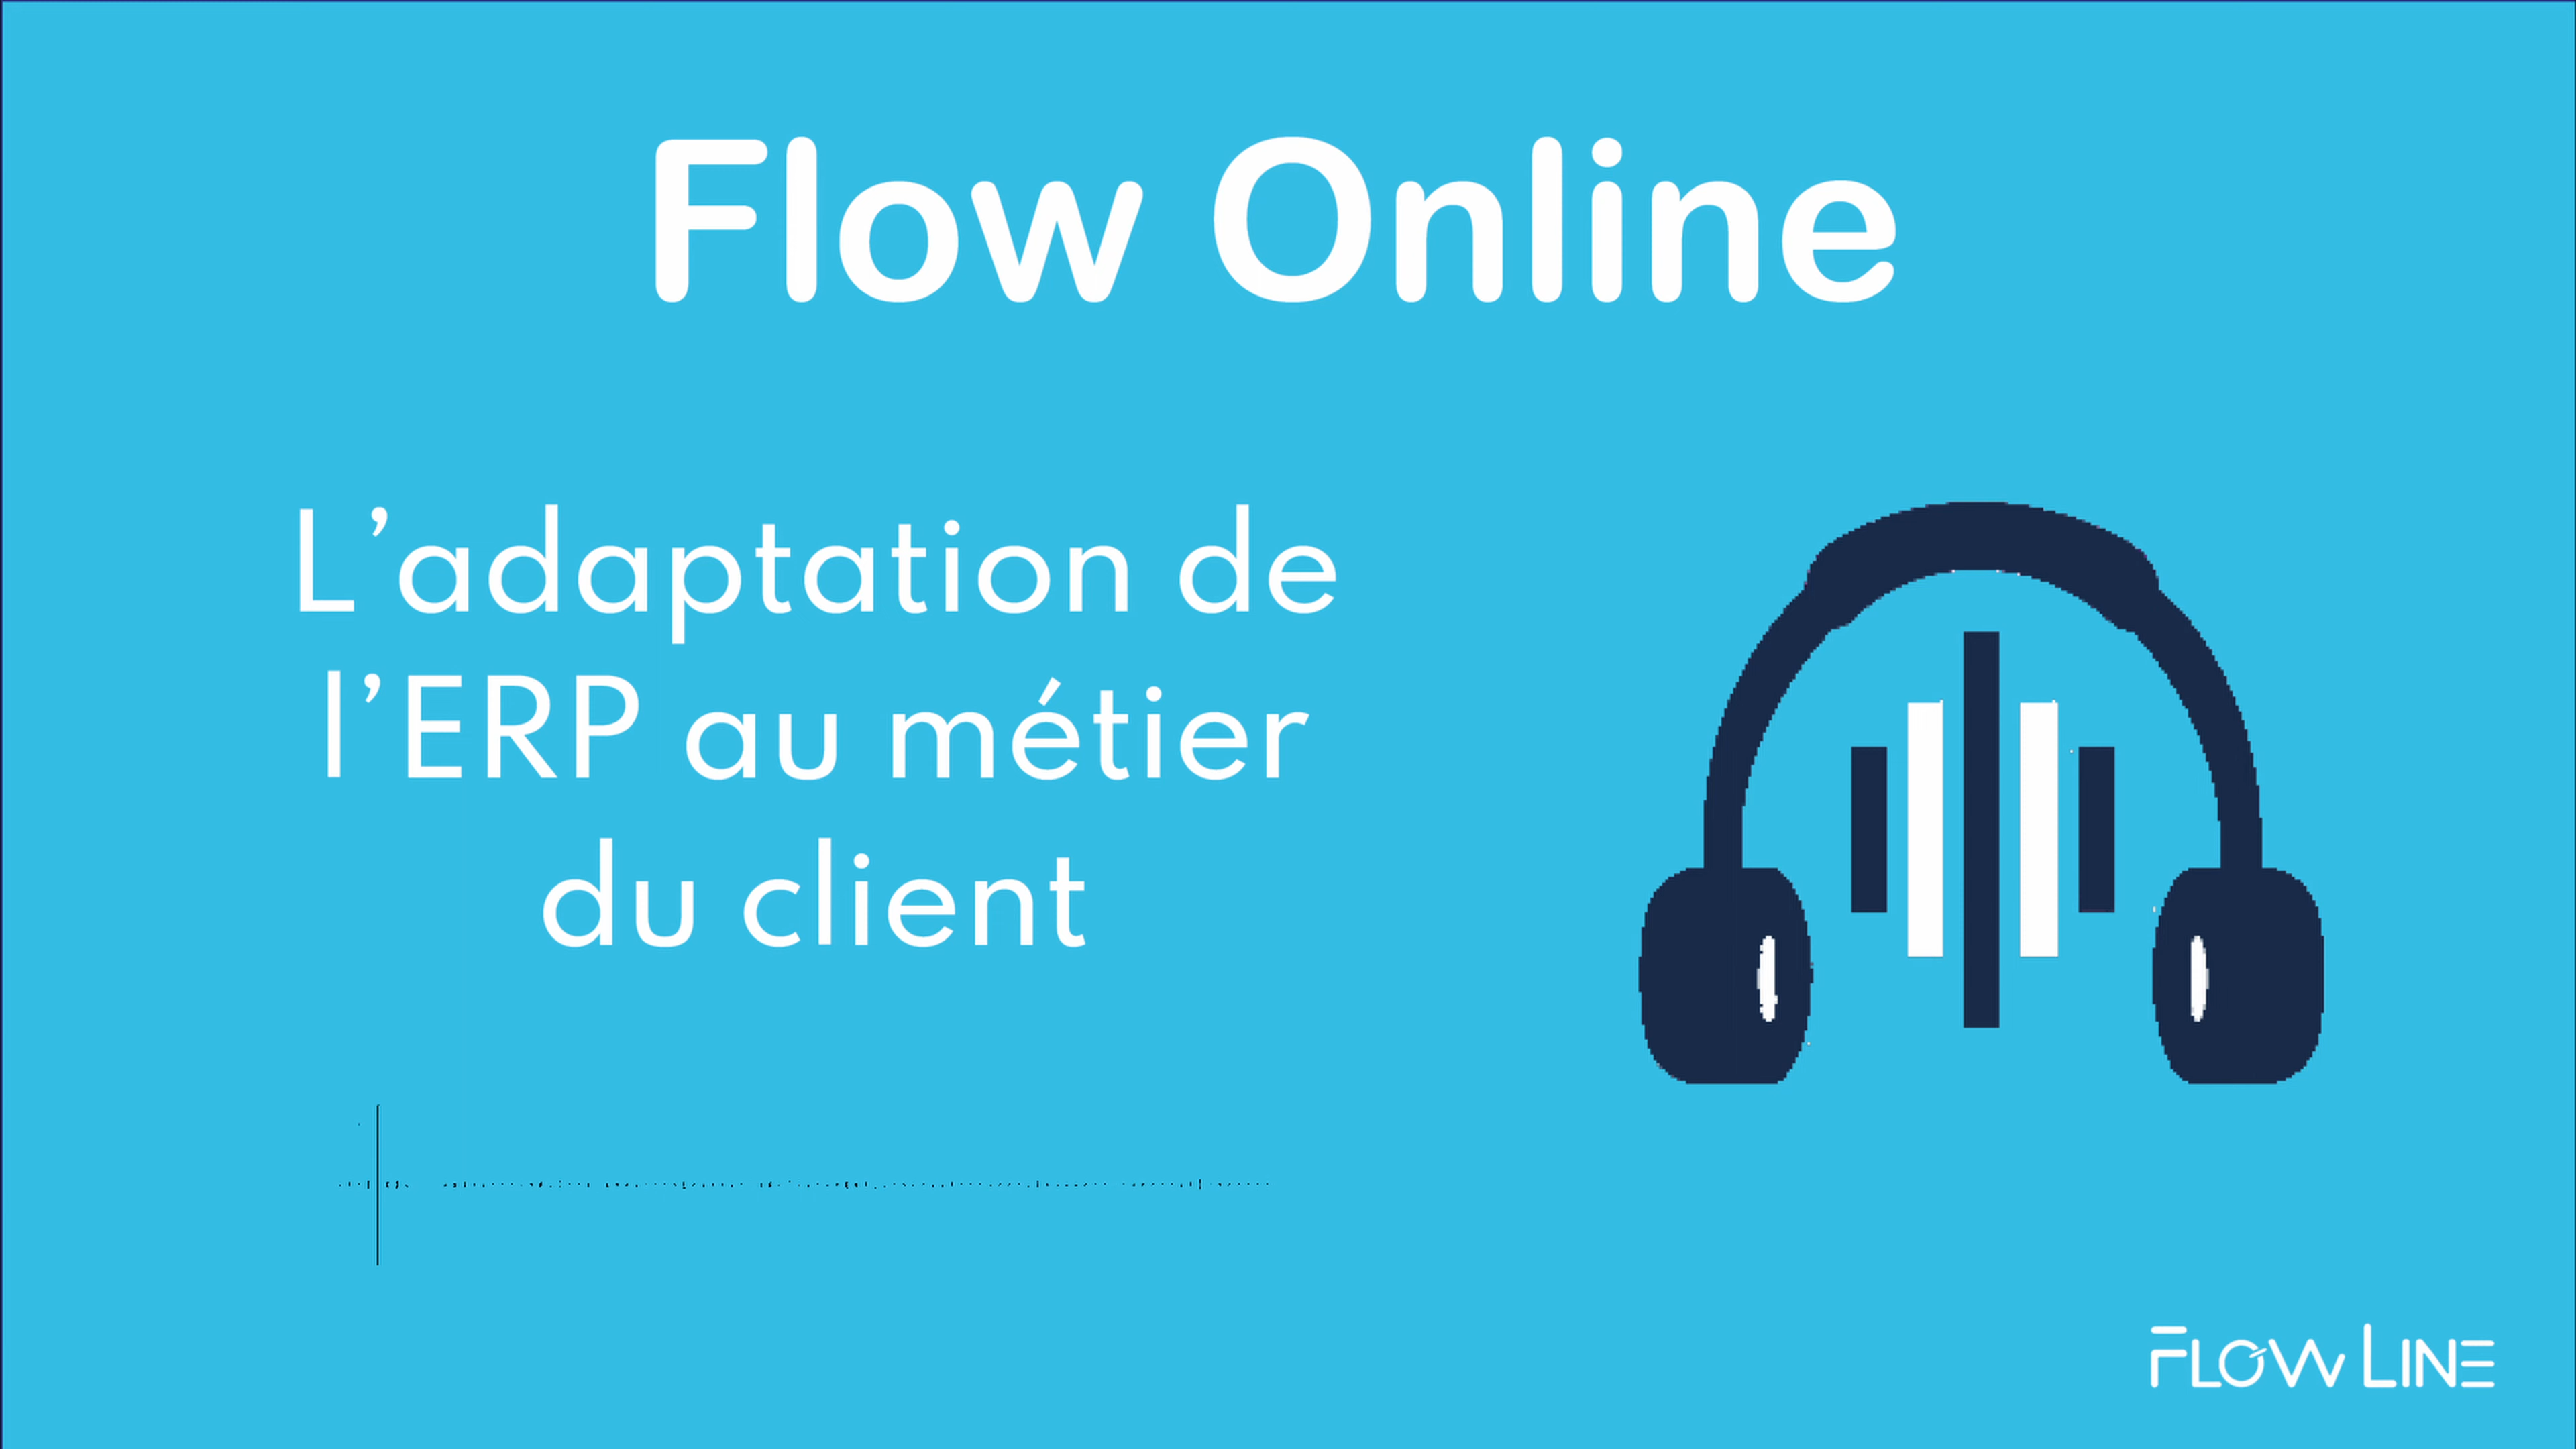 Flow Online
L’adaptation de
l’ERP au métier
du client
FLOW LINE